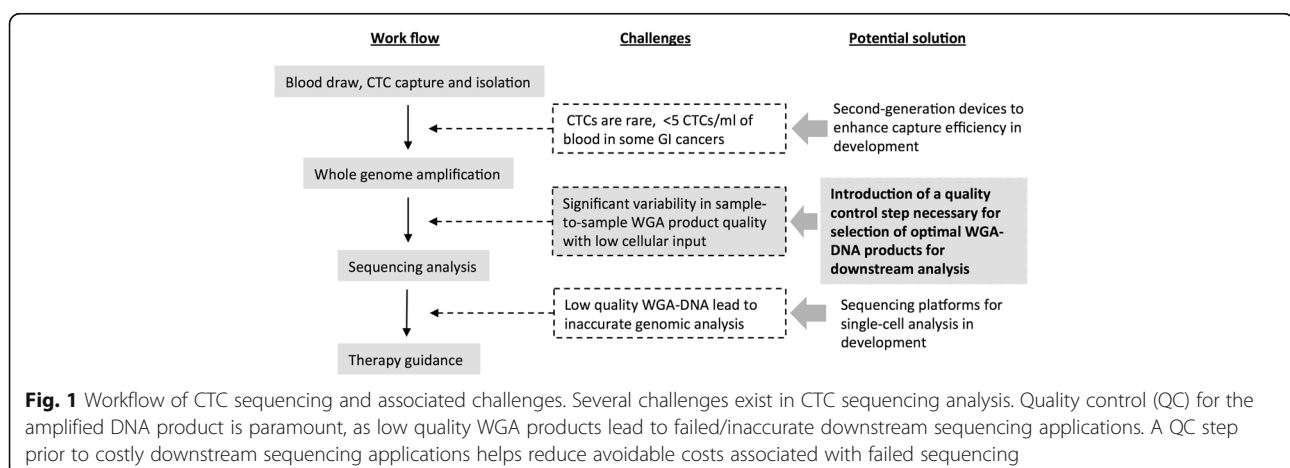 Work flow
Challenges
Potential solution
Blood draw, CTC capture and isolation
CTCs are rare, <5 CTCs/ml of
blood in some GI cancers
Second-generation devices to
enhance capture efficiency in
development
Whole genome amplification
Significant variability in sample-
to-sample WGA product quality
with low cellular input
Introduction of a quality
control step necessary for
selection of optimal WGA-
DNA products for
downstream analysis
Sequencing analysis
Low quality WGA-DNA lead to
inaccurate genomic analysis
Sequencing platforms for
single-cell analysis in
development
Therapy guidance
Fig. 1 Workflow of CTC sequencing and associated challenges. Several challenges exist in CTC sequencing analysis. Quality control (QC) for the
amplified DNA product is paramount, as low quality WGA products lead to failed/inaccurate downstream sequencing applications. A QC step
prior to costly downstream sequencing applications helps reduce avoidable costs associated with failed sequencing